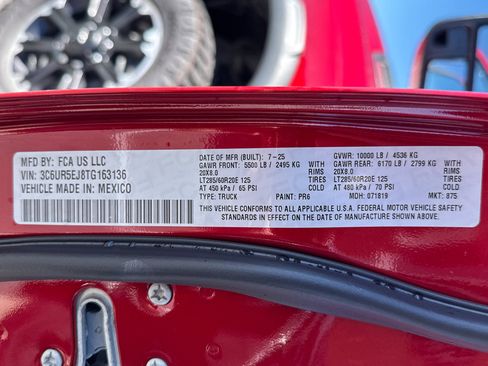 MFD BY: FCA US LLC
VIN: 3C6UR5EJ8TG163136
VEHICLE MADE IN: MEXICO
DATE OF MFR (BUILT): 7-25 GVWR: 10000 LB / 4536 KG
GAWR FRONT: 5500 LB / 2495 KG WITH GAWR REAR: 6170 LB / 2799 KG WITH
20X8.0 RIMS 20X8.0 RIMS
LT285/60R20E 125 TIRES LT285/60R20E 125 TIRES
AT 450 kPa / 65 PSI COLD AT 480 kPa / 70 PSI COLD
TYPE: TRUCK PAINT: PR6 MDH: 071819 MKT: 875
THIS VEHICLE CONFORMS TO ALL APPLICABLE U.S.A. FEDERAL MOTOR VEHICLE SAFETY
STANDARDS IN EFFECT ON THE DATE OF MANUFACTURE SHOWN ABOVE.